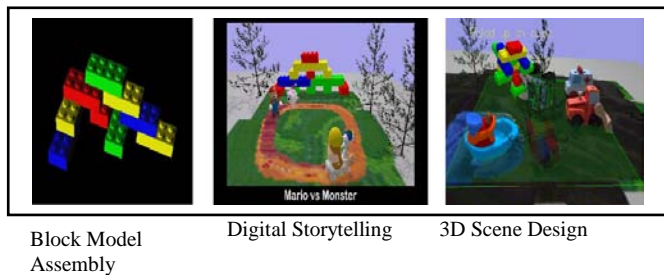 Mario vs Monster
Block Model
Assembly
Digital Storytelling
3D Scene Design